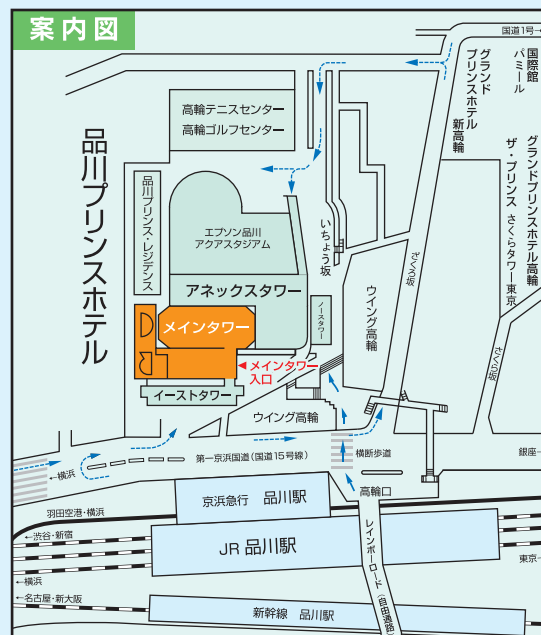 案内図
国道1号→
グランド
プリンスホテル
新高輪
国際館
パミール
高輪テニスセンター
高輪ゴルフセンター
品川プリンスホテル
品川プリンス・レジデンス
エプソン品川
アクアスタジアム
いちょう坂
ざくろ坂
グランドプリンスホテル高輪
ザ・プリンス さくらタワー東京
アネックスタワー
ノースタワー
ウイング高輪
メインタワー
メインタワー
入口
さくら坂
イーストタワー
ウイング高輪
第一京浜国道(国道15号線)
横断歩道
銀座→
←横浜
高輪口
京浜急行 品川駅
羽田空港・横浜
←渋谷・新宿
JR 品川駅
レインボーロード(自由通路)
東京→
←横浜
←名古屋・新大阪
新幹線 品川駅